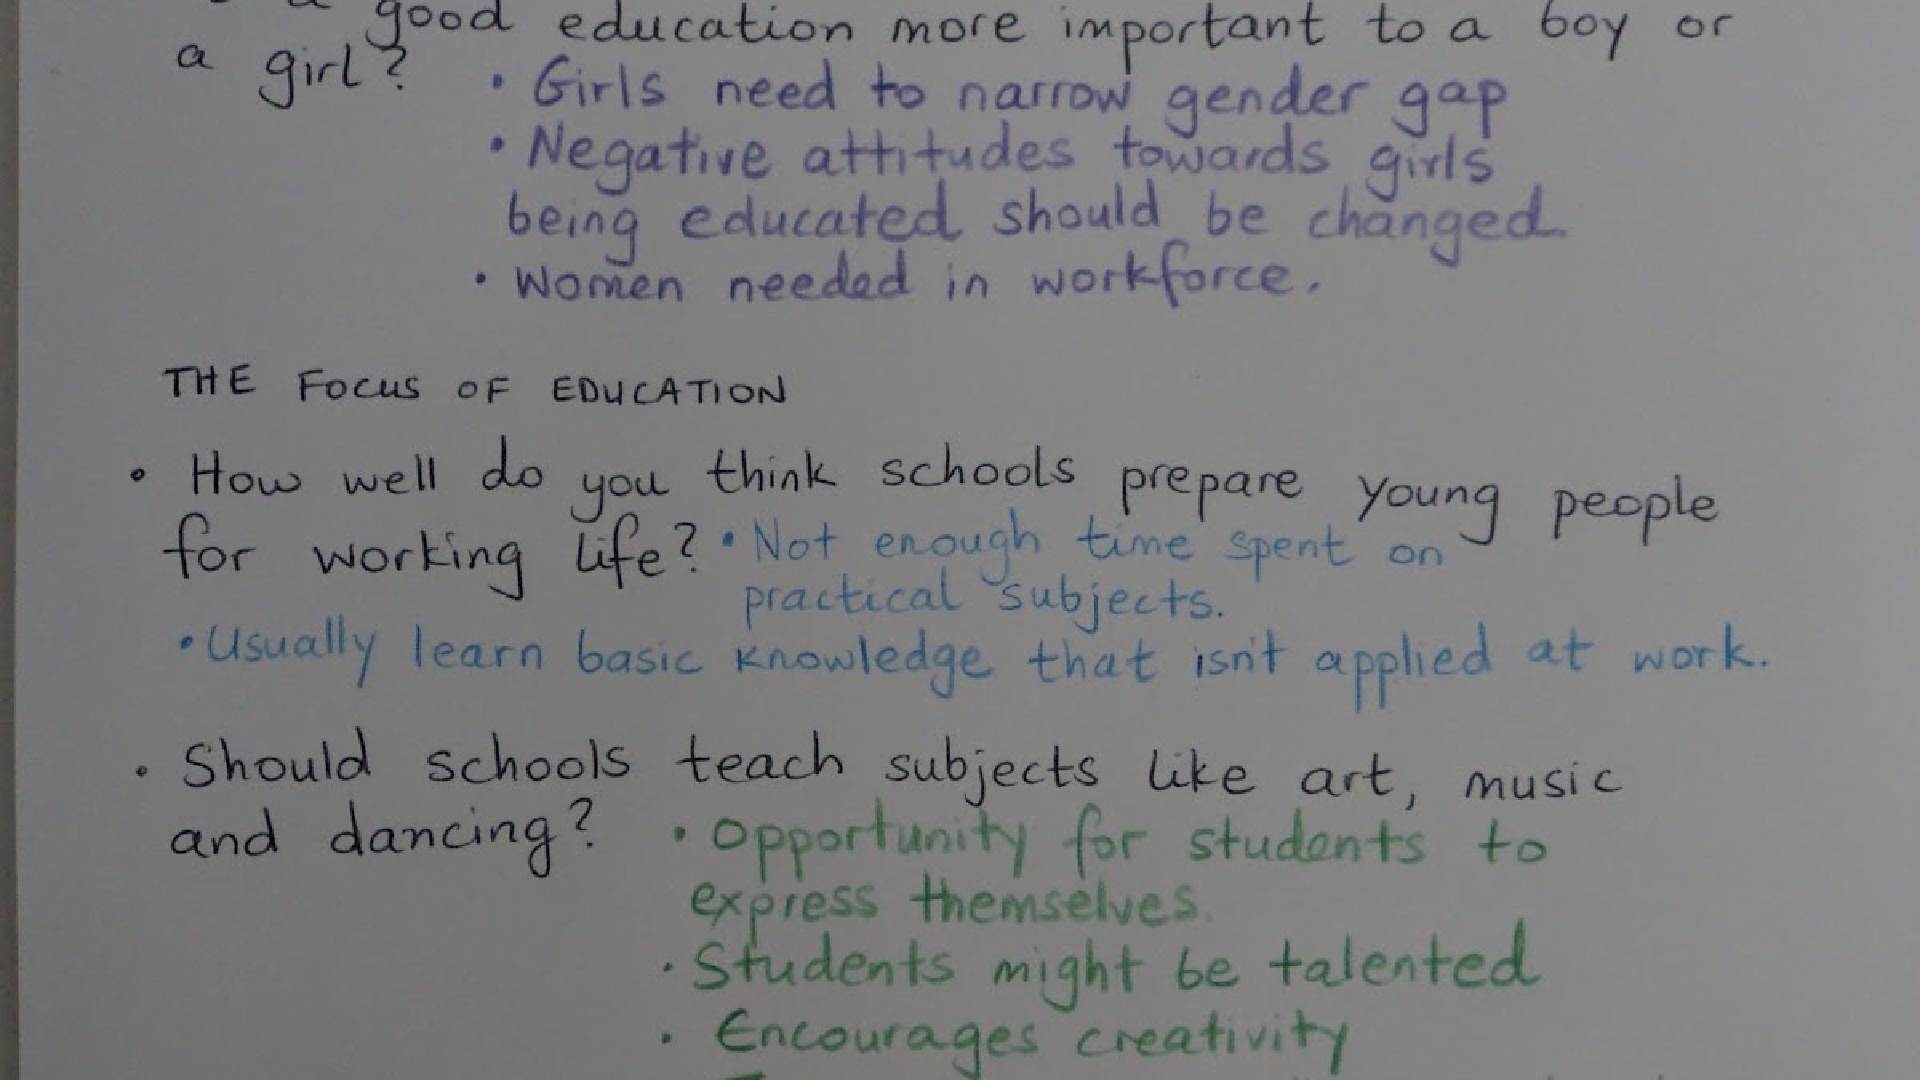 good education more important to a boy or
a girl? • Girls need to narrow gender gap
• Negative attitudes towards girls
being educated should be changed.
• Women needed in workforce.
THE FOCUS OF EDUCATION
• How well do you think schools prepare young people
for working life? • Not enough time spent on
practical subjects.
• Usually learn basic knowledge that isn't applied at work.
• Should schools teach subjects like art, music
and dancing? • Opportunity for students to
express themselves.
• Students might be talented
• Encourages creativity